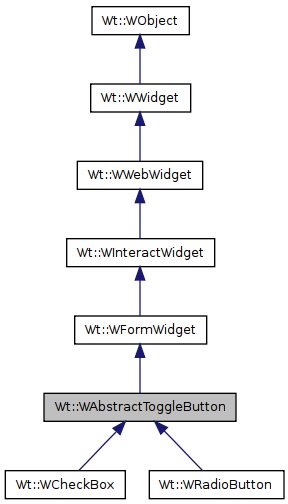 Wt::WObject
Wt::WWidget
Wt::WWebWidget
Wt::WInteractWidget
Wt::WFormWidget
Wt::WAbstractToggleButton
Wt::WCheckBox
Wt::WRadioButton